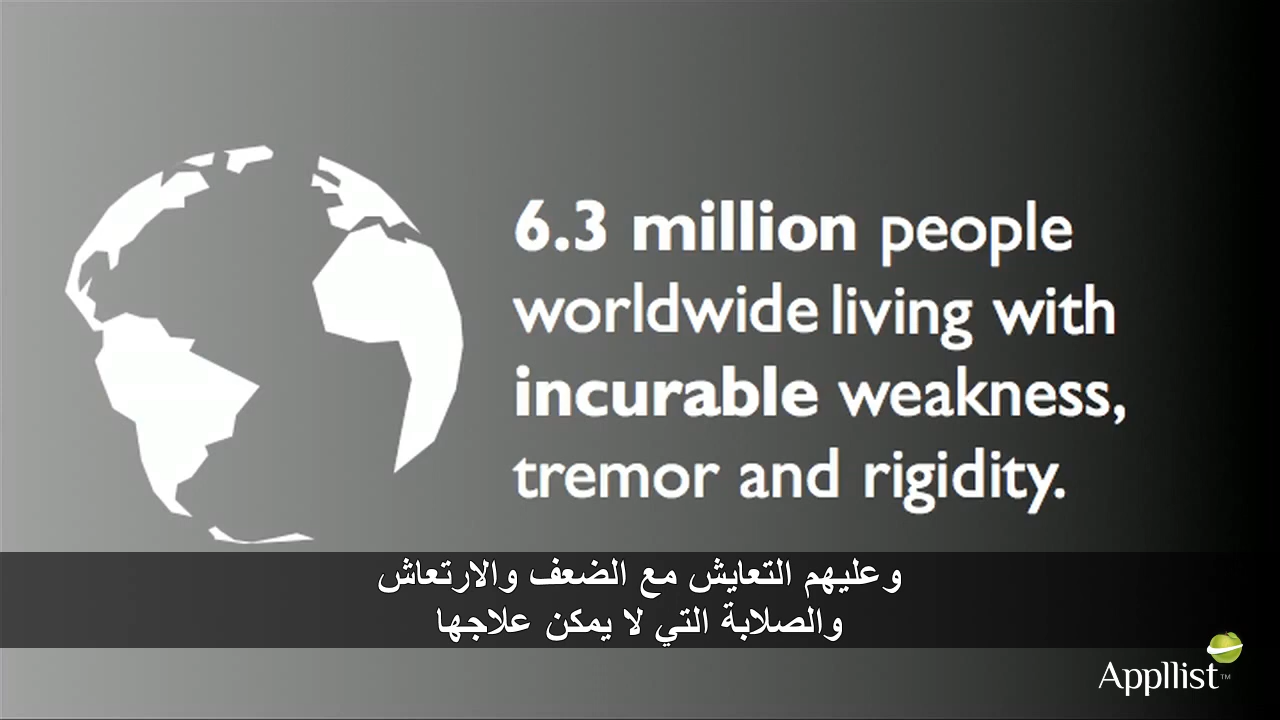 6.3 million people
worldwide living with
incurable weakness,
tremor and rigidity.
وعليهم التعايش مع الضعف والارتعاش
والصلابة التي لا يمكن علاجها
Appllist™